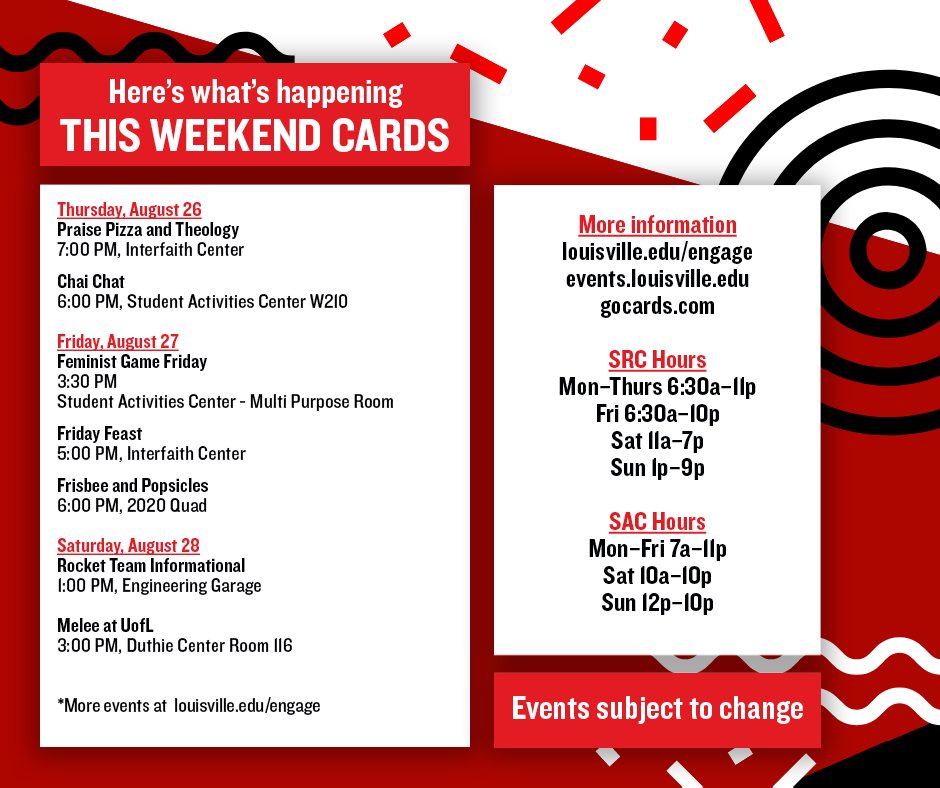 Here's what's happening
THIS WEEKEND CARDS
Thursday, August 26
Praise Pizza and Theology
7:00 PM, Interfaith Center
Chai Chat
6:00 PM, Student Activities Center W210
Friday, August 27
Feminist Game Friday
3:30 PM
Student Activities Center - Multi Purpose Room
Friday Feast
5:00 PM, Interfaith Center
Frisbee and Popsicles
6:00 PM, 2020 Quad
Saturday, August 28
Rocket Team Informational
1:00 PM, Engineering Garage
Melee at UofL
3:00 PM, Duthie Center Room 116
*More events at louisville.edu/engage
More information
louisville.edu/engage
events.louisville.edu
gocards.com
SRC Hours
Mon–Thurs 6:30a–11p
Fri 6:30a–10p
Sat 11a–7p
Sun 1p–9p
SAC Hours
Mon–Fri 7a–11p
Sat 10a–10p
Sun 12p–10p
Events subject to change